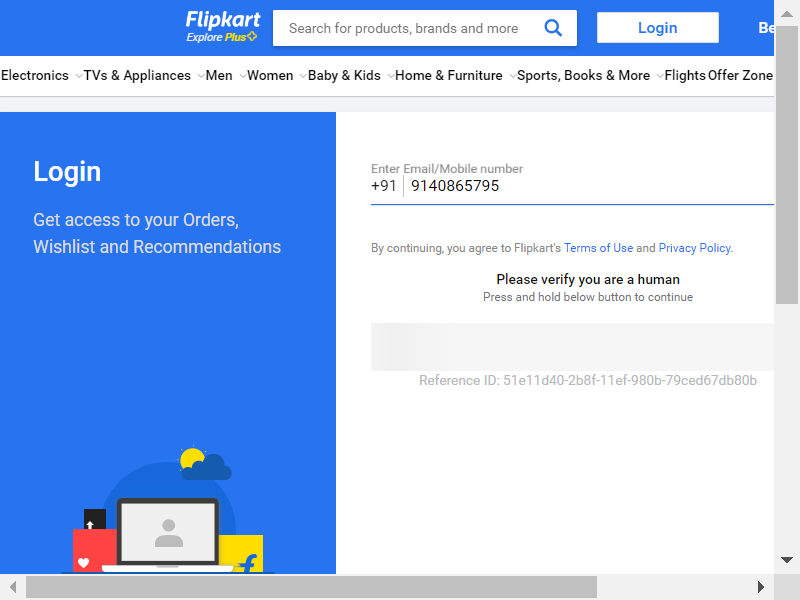 Flipkart
Explore Plus
Search for products, brands and more
Login
Be
Electronics TVs & Appliances Men Women Baby & Kids Home & Furniture Sports, Books & More Flights Offer Zone
Login
Get access to your Orders,
Wishlist and Recommendations
Enter Email/Mobile number
+91 9140865795
By continuing, you agree to Flipkart's Terms of Use and Privacy Policy.
Please verify you are a human
Press and hold below button to continue
Reference ID: 51e11d40-2b8f-11ef-980b-79ced67db80b